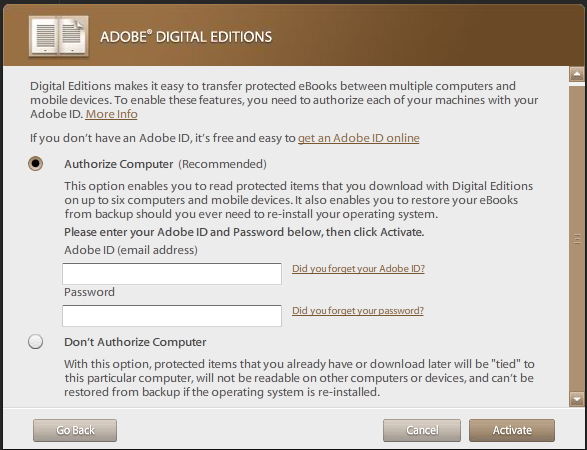 ADOBE® DIGITAL EDITIONS
Digital Editions makes it easy to transfer protected eBooks between multiple computers and
mobile devices. To enable these features, you need to authorize each of your machines with your
Adobe ID. More Info
If you don't have an Adobe ID, it's free and easy to get an Adobe ID online
Authorize Computer (Recommended)
This option enables you to read protected items that you download with Digital Editions
on up to six computers and mobile devices. It also enables you to restore your eBooks
from backup should you ever need to re-install your operating system.
Please enter your Adobe ID and Password below, then click Activate.
Adobe ID (email address)
Did you forget your Adobe ID?
Password
Did you forget your password?
Don't Authorize Computer
With this option, protected items that you already have or download later will be "tied" to
this particular computer, will not be readable on other computers or devices, and can't be
restored from backup if the operating system is re-installed.
Go Back Cancel Activate